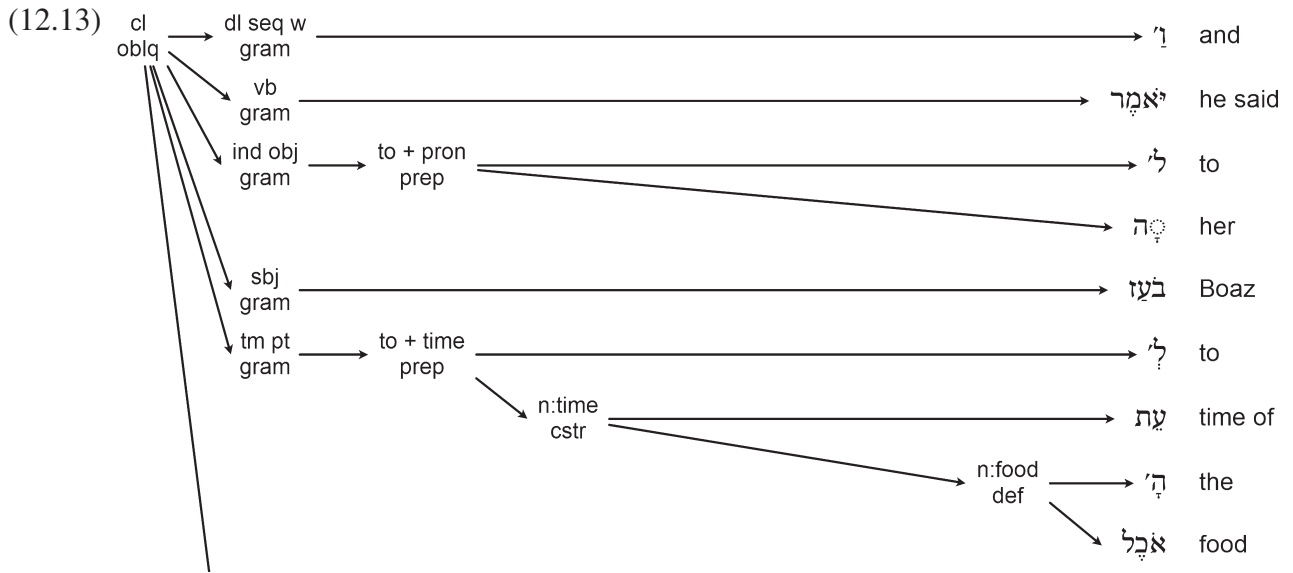 (12.13) cl oblq dl seq w gram וַ׳ and
vb gram יֹּאמֶר he said
ind obj gram to + pron prep ל׳ to
◌ָהּ her
sbj gram בֹעַז Boaz
tm pt gram to + time prep לְ׳ to
n:time cstr עֵת time of
n:food def הָ׳ the
אֹכֶל food